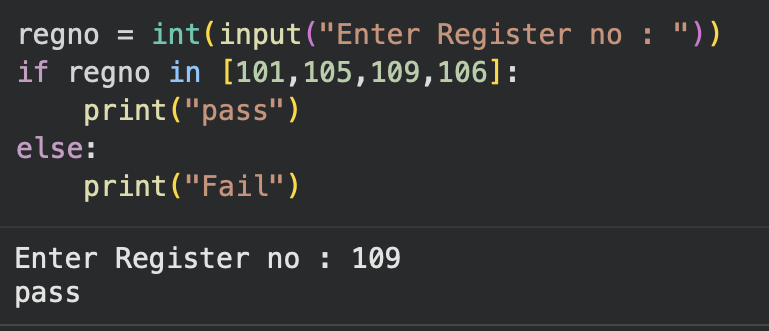 regno = int(input("Enter Register no : "))
if regno in [101,105,109,106]:
    print("pass")
else:
    print("Fail")
Enter Register no : 109
pass